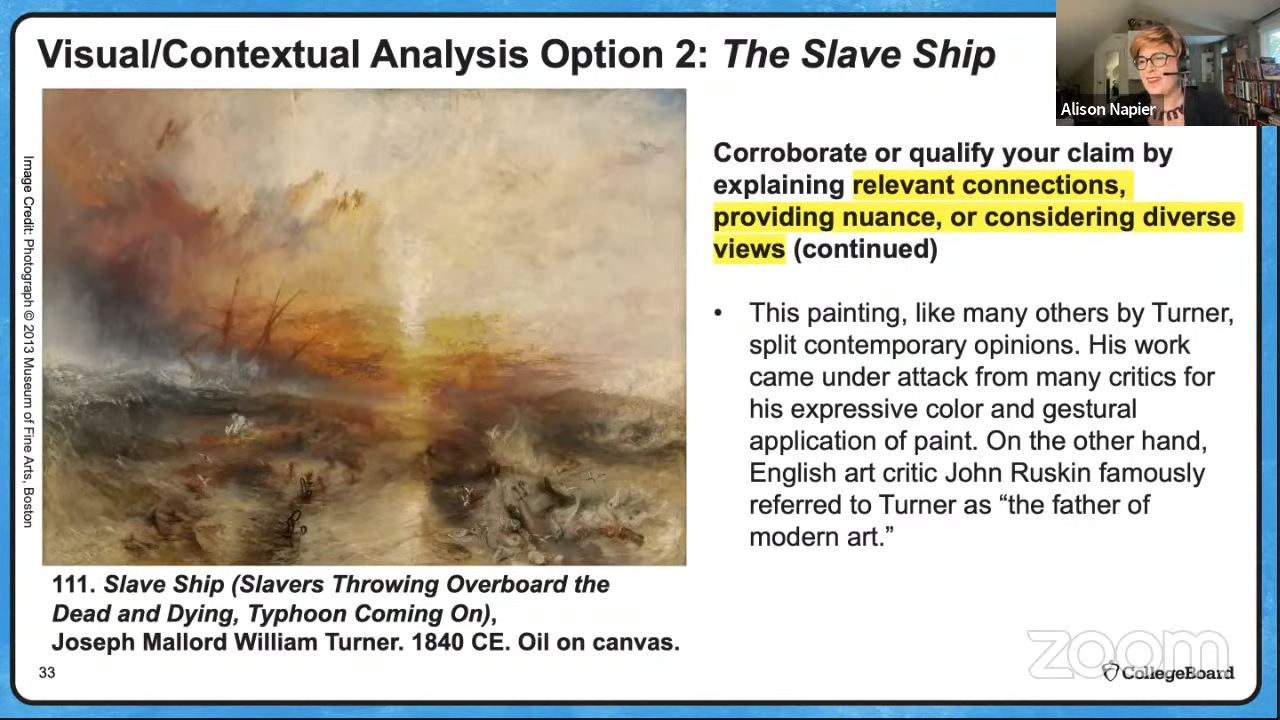 Visual/Contextual Analysis Option 2: The Slave Ship
Alison Napier
Image Credit: Photograph © 2013 Museum of Fine Arts, Boston
Corroborate or qualify your claim by
explaining relevant connections,
providing nuance, or considering diverse
views (continued)
• This painting, like many others by Turner,
split contemporary opinions. His work
came under attack from many critics for
his expressive color and gestural
application of paint. On the other hand,
English art critic John Ruskin famously
referred to Turner as “the father of
modern art.”
111. Slave Ship (Slavers Throwing Overboard the
Dead and Dying, Typhoon Coming On),
Joseph Mallord William Turner. 1840 CE. Oil on canvas.
33
zoom
CollegeBoard